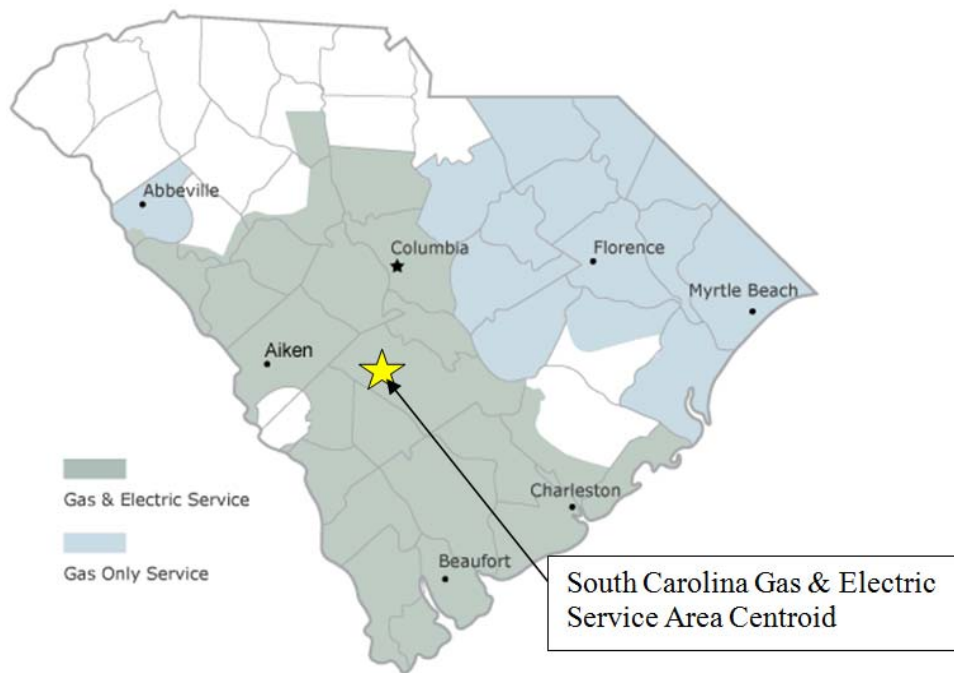 Abbeville
Columbia
Florence
Myrtle Beach
Aiken
Gas & Electric Service
Charleston
Gas Only Service
Beaufort
South Carolina Gas & Electric
Service Area Centroid